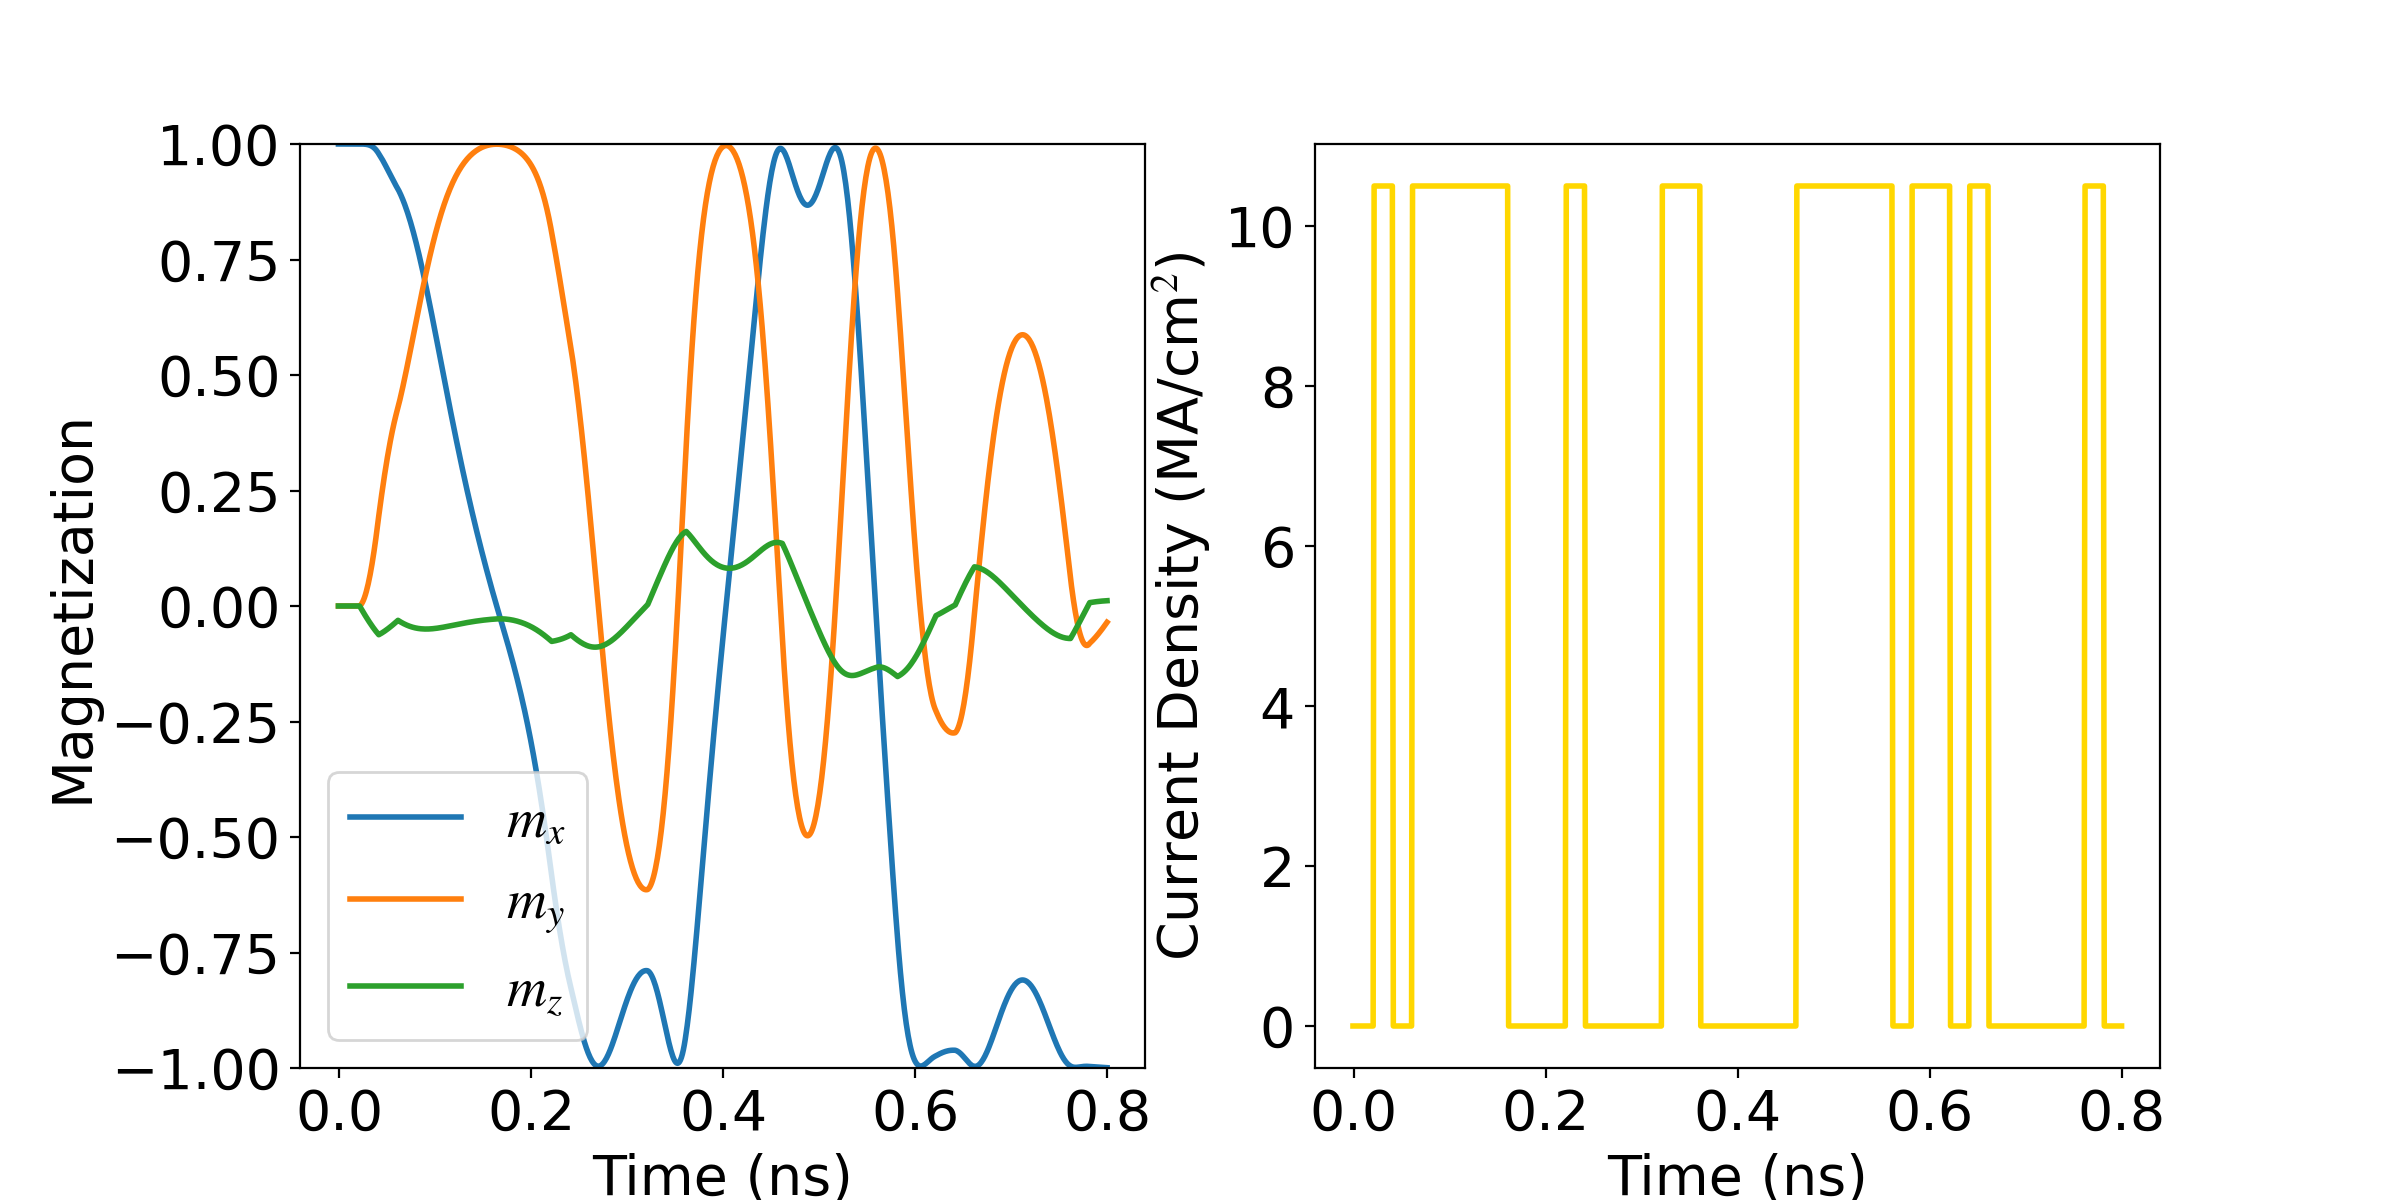 1.00
0.75
0.50
0.25
0.00
−0.25
−0.50
−0.75
−1.00
Magnetization
m_x
m_y
m_z
0.0 0.2 0.4 0.6 0.8
Time (ns)
10
8
6
4
2
0
Current Density (MA/cm²)
0.0 0.2 0.4 0.6 0.8
Time (ns)